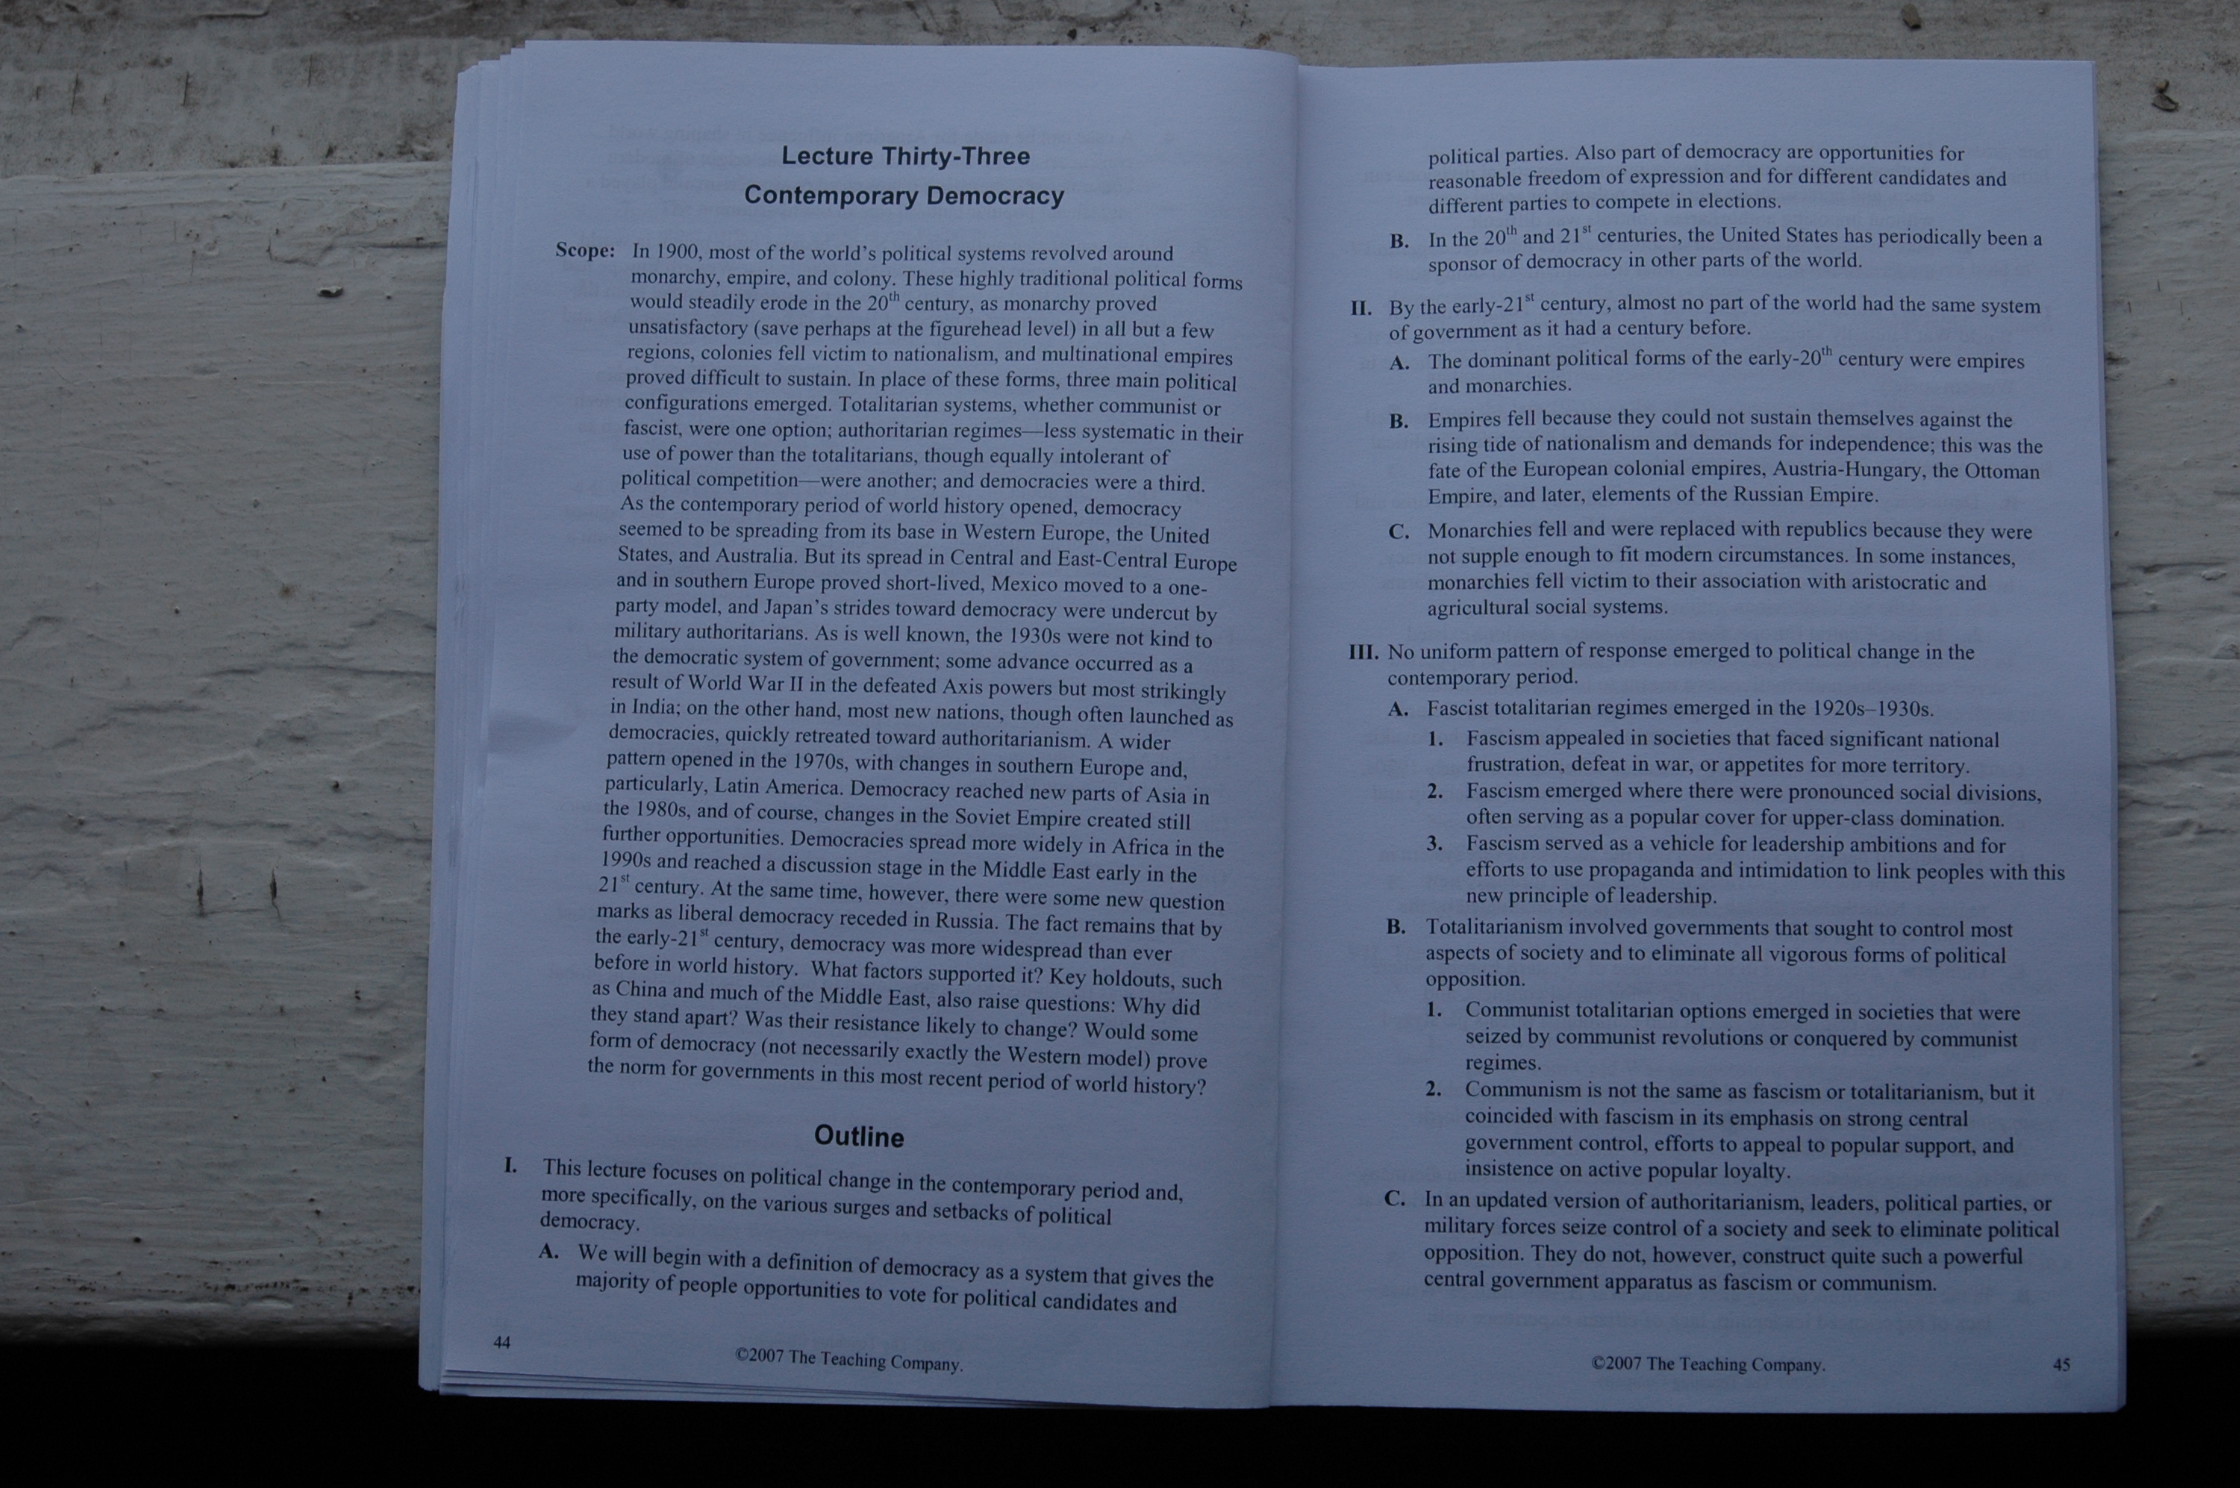 Lecture Thirty-Three
Contemporary Democracy
Scope: In 1900, most of the world's political systems revolved around
monarchy, empire, and colony. These highly traditional political forms
would steadily erode in the 20th century, as monarchy proved
unsatisfactory (save perhaps at the figurehead level) in all but a few
regions, colonies fell victim to nationalism, and multinational empires
proved difficult to sustain. In place of these forms, three main political
configurations emerged. Totalitarian systems, whether communist or
fascist, were one option; authoritarian regimes—less systematic in their
use of power than the totalitarians, though equally intolerant of
political competition—were another; and democracies were a third.
As the contemporary period of world history opened, democracy
seemed to be spreading from its base in Western Europe, the United
States, and Australia. But its spread in Central and East-Central Europe
and in southern Europe proved short-lived, Mexico moved to a one-
party model, and Japan's strides toward democracy were undercut by
military authoritarians. As is well known, the 1930s were not kind to
the democratic system of government; some advance occurred as a
result of World War II in the defeated Axis powers but most strikingly
in India; on the other hand, most new nations, though often launched as
democracies, quickly retreated toward authoritarianism. A wider
pattern opened in the 1970s, with changes in southern Europe and,
particularly, Latin America. Democracy reached new parts of Asia in
the 1980s, and of course, changes in the Soviet Empire created still
further opportunities. Democracies spread more widely in Africa in the
1990s and reached a discussion stage in the Middle East early in the
21st century. At the same time, however, there were some new question
marks as liberal democracy receded in Russia. The fact remains that by
the early-21st century, democracy was more widespread than ever
before in world history. What factors supported it? Key holdouts, such
as China and much of the Middle East, also raise questions: Why did
they stand apart? Was their resistance likely to change? Would some
form of democracy (not necessarily exactly the Western model) prove
the norm for governments in this most recent period of world history?
Outline
I. This lecture focuses on political change in the contemporary period and,
more specifically, on the various surges and setbacks of political
democracy.
A. We will begin with a definition of democracy as a system that gives the
majority of people opportunities to vote for political candidates and
44
©2007 The Teaching Company.
political parties. Also part of democracy are opportunities for
reasonable freedom of expression and for different candidates and
different parties to compete in elections.
B. In the 20th and 21st centuries, the United States has periodically been a
sponsor of democracy in other parts of the world.
II. By the early-21st century, almost no part of the world had the same system
of government as it had a century before.
A. The dominant political forms of the early-20th century were empires
and monarchies.
B. Empires fell because they could not sustain themselves against the
rising tide of nationalism and demands for independence; this was the
fate of the European colonial empires, Austria-Hungary, the Ottoman
Empire, and later, elements of the Russian Empire.
C. Monarchies fell and were replaced with republics because they were
not supple enough to fit modern circumstances. In some instances,
monarchies fell victim to their association with aristocratic and
agricultural social systems.
III. No uniform pattern of response emerged to political change in the
contemporary period.
A. Fascist totalitarian regimes emerged in the 1920s–1930s.
1. Fascism appealed in societies that faced significant national
frustration, defeat in war, or appetites for more territory.
2. Fascism emerged where there were pronounced social divisions,
often serving as a popular cover for upper-class domination.
3. Fascism served as a vehicle for leadership ambitions and for
efforts to use propaganda and intimidation to link peoples with this
new principle of leadership.
B. Totalitarianism involved governments that sought to control most
aspects of society and to eliminate all vigorous forms of political
opposition.
1. Communist totalitarian options emerged in societies that were
seized by communist revolutions or conquered by communist
regimes.
2. Communism is not the same as fascism or totalitarianism, but it
coincided with fascism in its emphasis on strong central
government control, efforts to appeal to popular support, and
insistence on active popular loyalty.
C. In an updated version of authoritarianism, leaders, political parties, or
military forces seize control of a society and seek to eliminate political
opposition. They do not, however, construct quite such a powerful
central government apparatus as fascism or communism.
©2007 The Teaching Company.
45